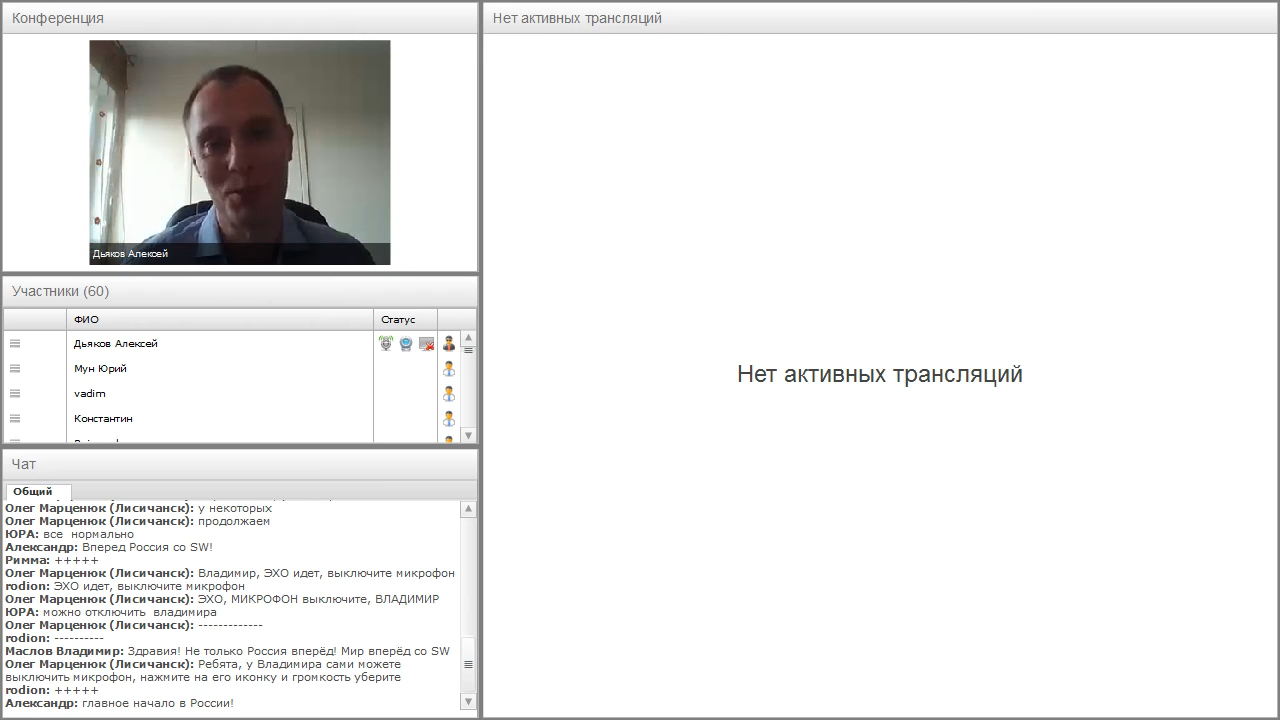 Конференция
Нет активных трансляций
Дьяков Алексей
Участники (60)
ФИО
Статус
Дьяков Алексей
Мун Юрий
vadim
Константин
Нет активных трансляций
Чат
Общий
Олег Марценюк (Лисичанск): у некоторых
Олег Марценюк (Лисичанск): продолжаем
ЮРА: все нормально
Александр: Вперед Россия со SW!
Римма: +++++
Олег Марценюк (Лисичанск): Владимир, ЭХО идет, выключите микрофон
rodion: ЭХО идет, выключите микрофон
Олег Марценюк (Лисичанск): ЭХО, МИКРОФОН выключите, ВЛАДИМИР
ЮРА: можно отключить владимира
Олег Марценюк (Лисичанск): -------------
rodion: ----------
Маслов Владимир: Здравия! Не только Россия вперёд! Мир вперёд со SW
Олег Марценюк (Лисичанск): Ребята, у Владимира сами можете
выключить микрофон, нажмите на его иконку и громкость уберите
rodion: +++++
Александр: главное начало в России!